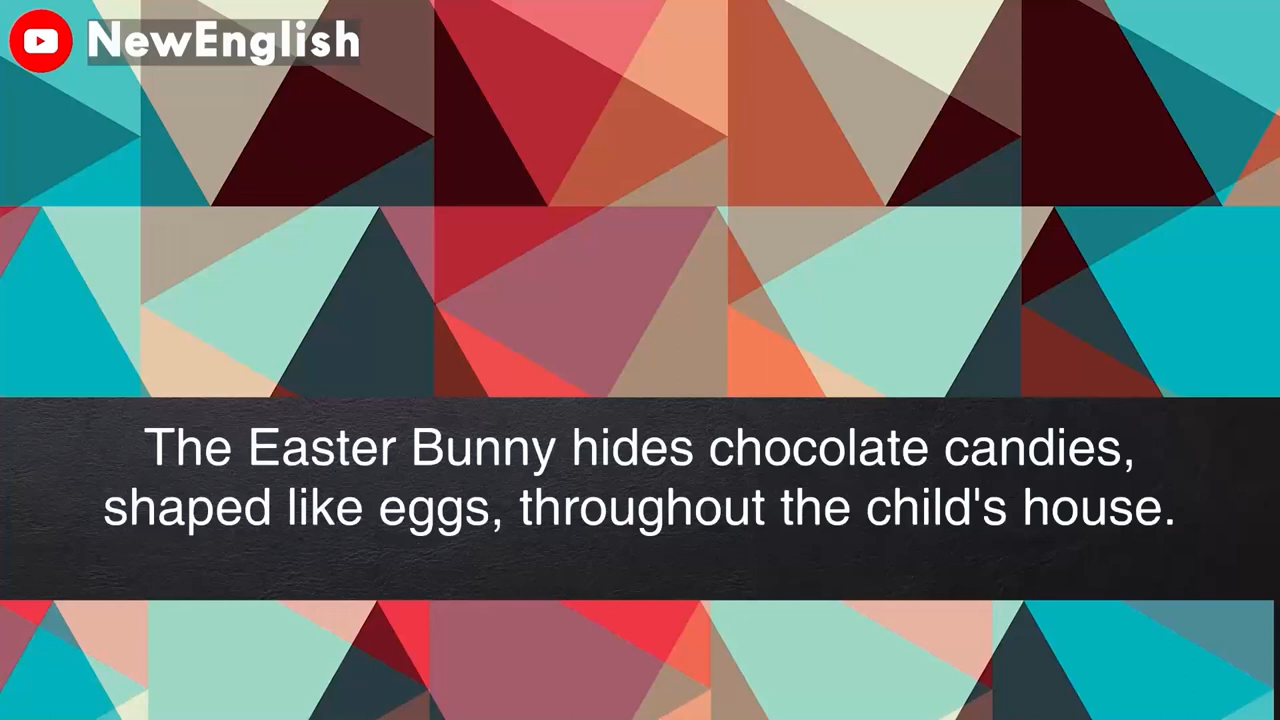 NewEnglish
The Easter Bunny hides chocolate candies,
shaped like eggs, throughout the child's house.